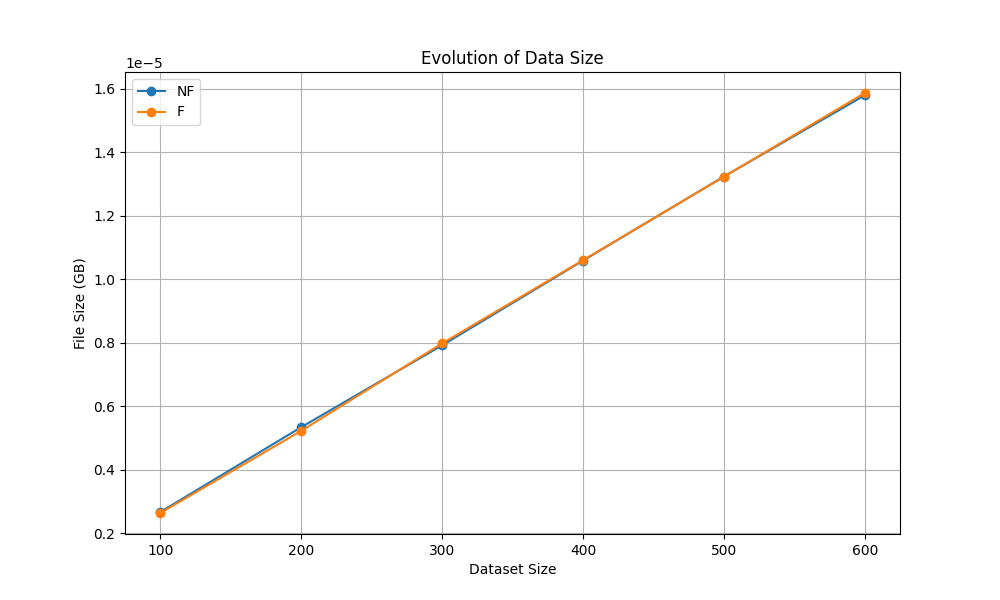 Evolution of Data Size
1e−5
NF
F
1.6
1.4
1.2
1.0
0.8
0.6
0.4
0.2
File Size (GB)
100 200 300 400 500 600
Dataset Size